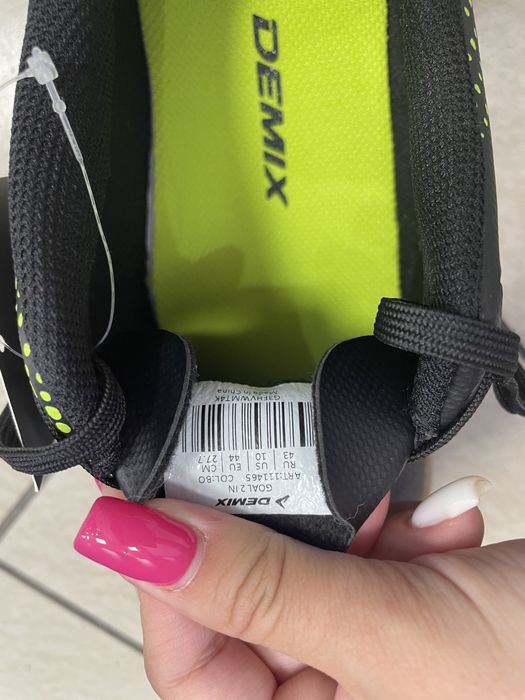 DEMIX
DEMIX
GOAL 2 IN
ART:111465 COL:BO
RU | US | EU | CM
43 | 10 | 44 | 27.7
G3FHVWMT4K
Made in China